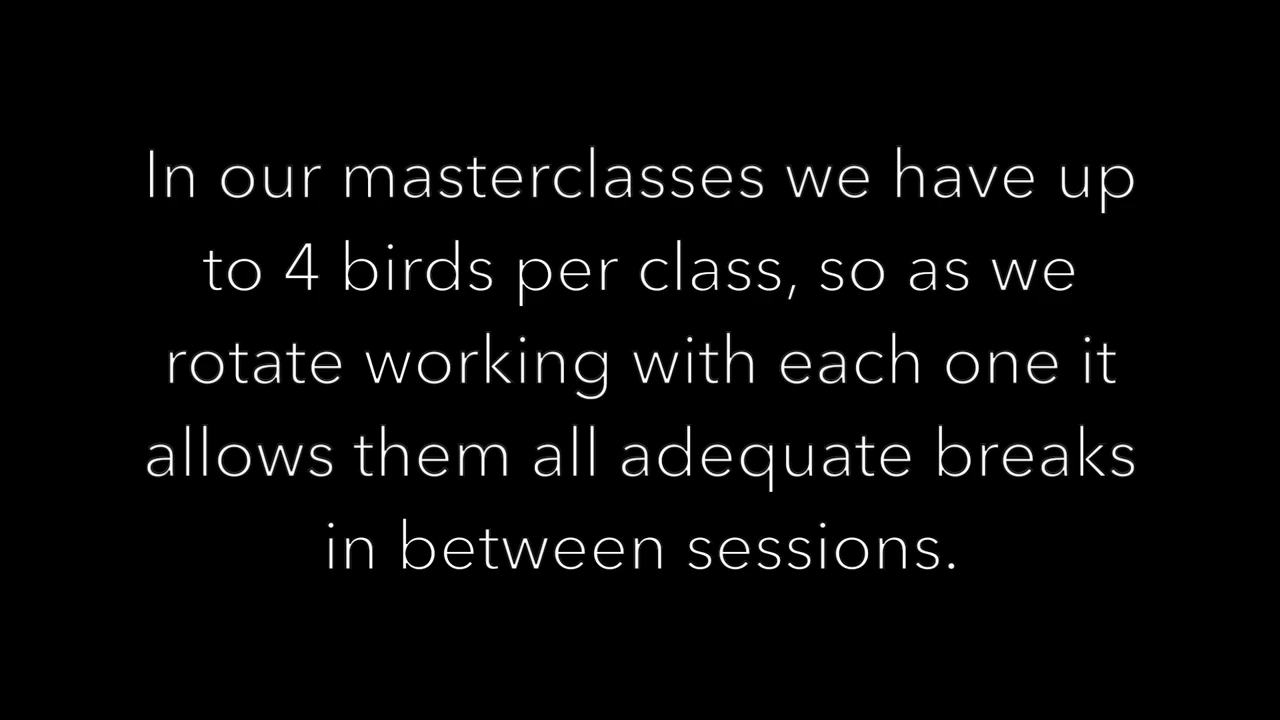 In our masterclasses we have up
to 4 birds per class, so as we
rotate working with each one it
allows them all adequate breaks
in between sessions.